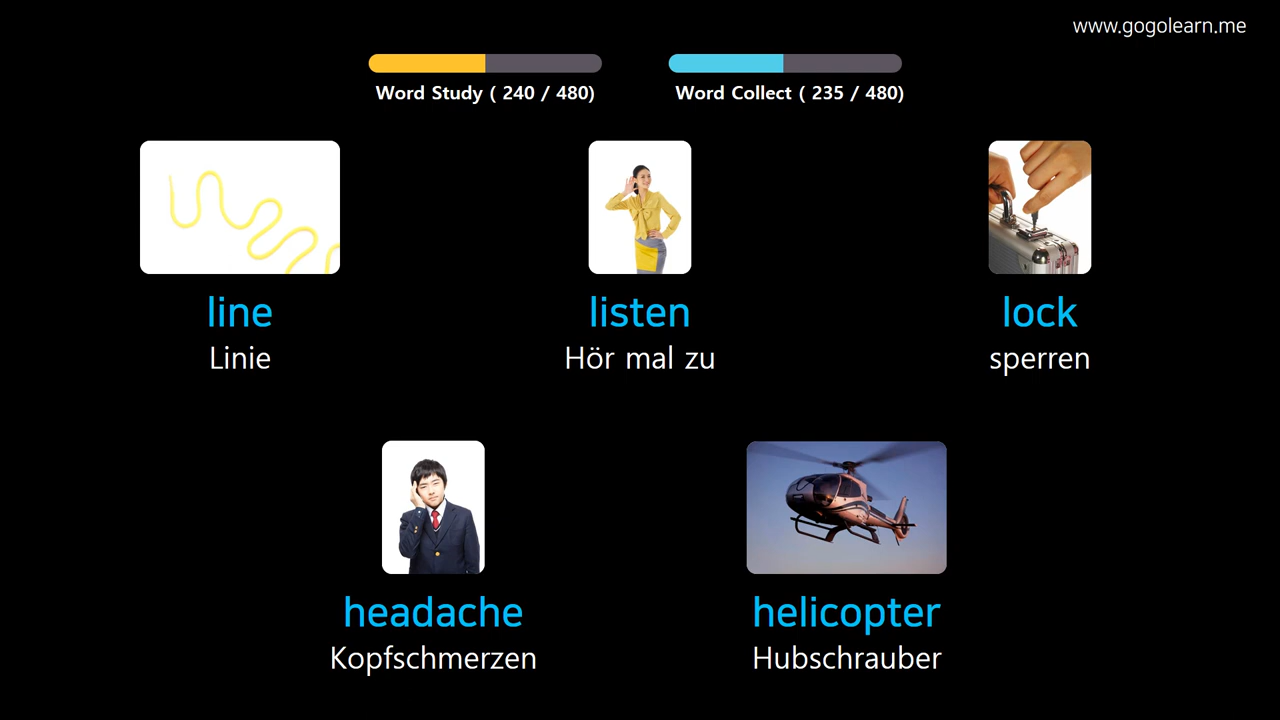 www.gogolearn.me
Word Study ( 240 / 480)
Word Collect ( 235 / 480)
line
Linie
listen
Hör mal zu
lock
sperren
headache
Kopfschmerzen
helicopter
Hubschrauber